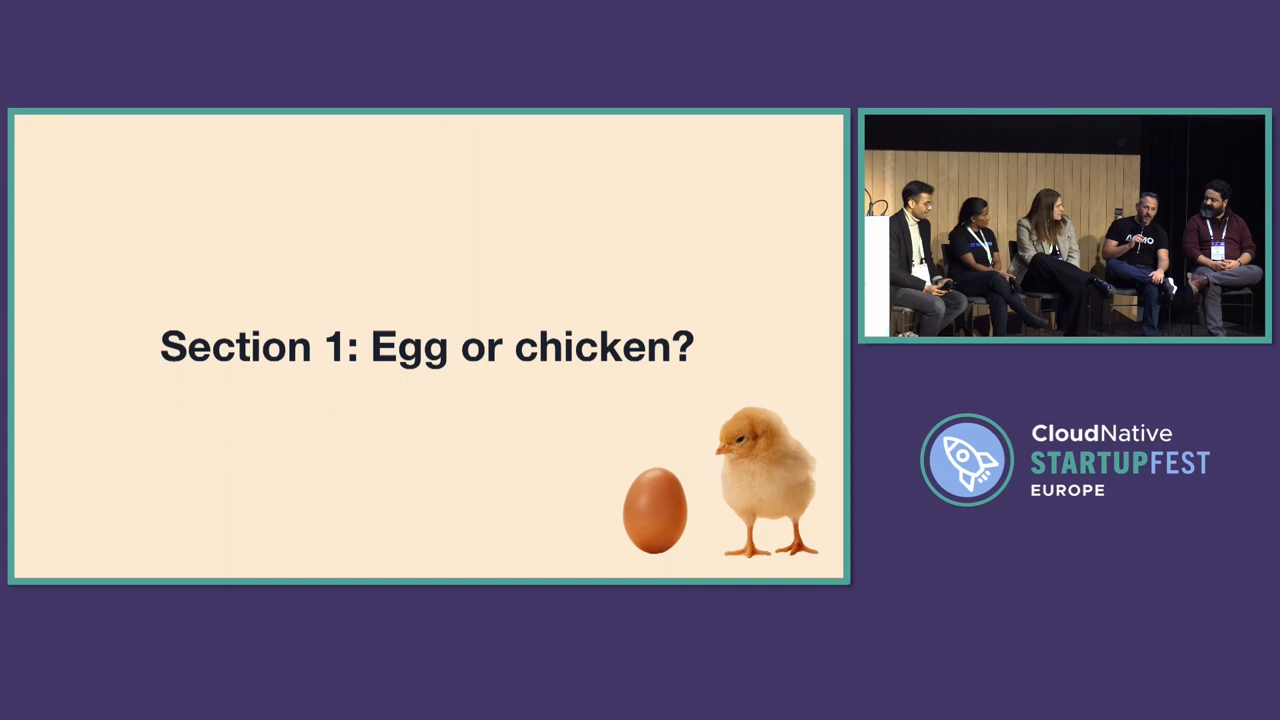 Section 1: Egg or chicken?
CloudNative
STARTUPFEST
EUROPE